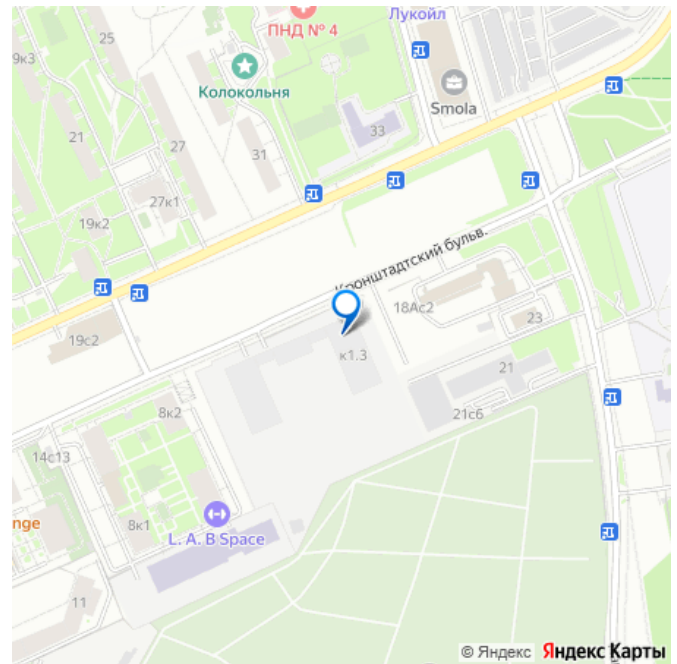 Лукойл
ПНД № 4
25
9к3
Колокольня
Smola
33
21
27
31
27к1
19к2
Кронштадтский бульв.
18Ас2
23
19с2
к1.3
21
8к2
21с6
14с13
nge
8к1
L. A. B Space
11
© Яндекс Яндекс Карты